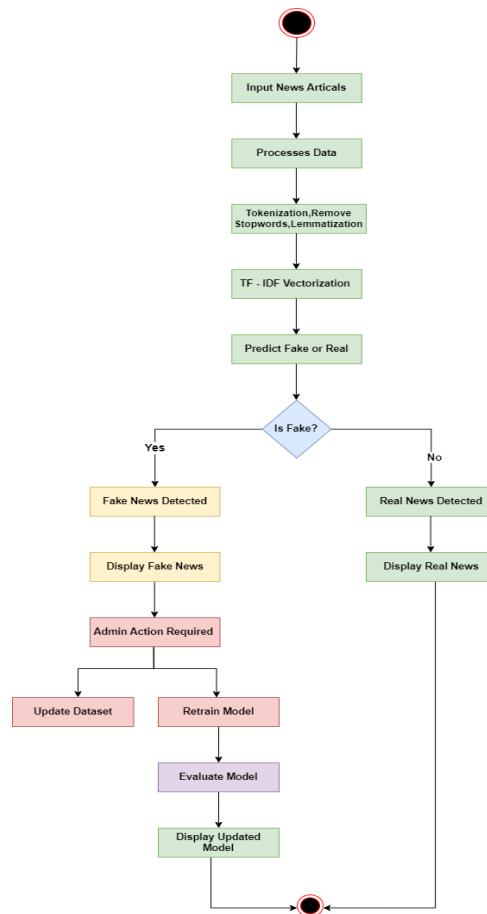 Input News Articals
Processes Data
Tokenization,Remove
Stopwords,Lemmatization
TF - IDF Vectorization
Predict Fake or Real
Is Fake?
Yes
No
Fake News Detected
Real News Detected
Display Fake News
Display Real News
Admin Action Required
Update Dataset
Retrain Model
Evaluate Model
Display Updated
Model